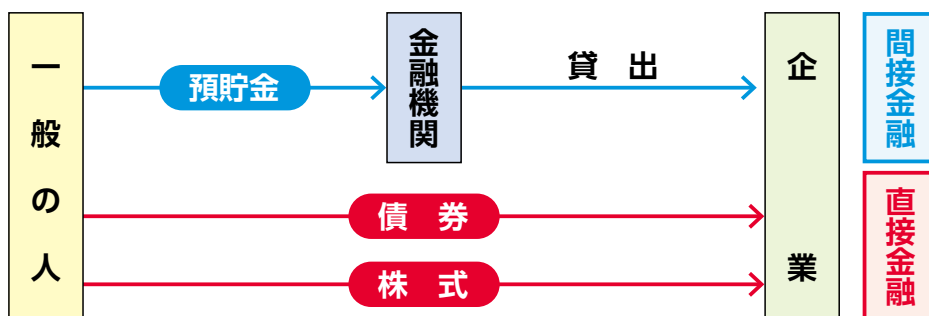 一般の人
預貯金
金融機関
貸出
企業
間接金融
債券
株式
直接金融